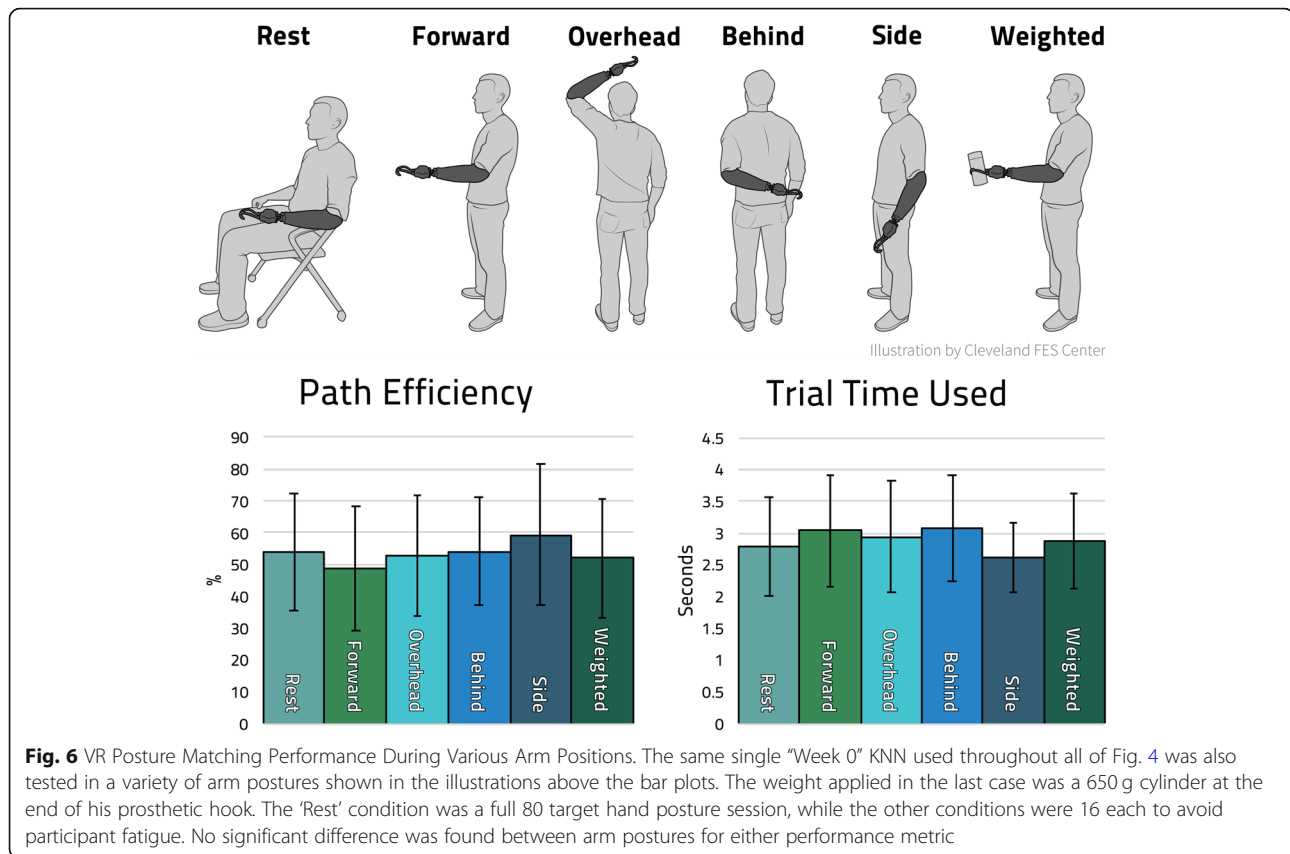 Rest Forward Overhead Behind Side Weighted
Illustration by Cleveland FES Center
Path Efficiency
90
80
70
60
50
40
30
20
10
0
%
Rest
Forward
Overhead
Behind
Side
Weighted
Trial Time Used
4.5
4
3.5
3
2.5
2
1.5
1
0.5
0
Seconds
Rest
Forward
Overhead
Behind
Side
Weighted
Fig. 6 VR Posture Matching Performance During Various Arm Positions. The same single “Week 0” KNN used throughout all of Fig. 4 was also
tested in a variety of arm postures shown in the illustrations above the bar plots. The weight applied in the last case was a 650 g cylinder at the
end of his prosthetic hook. The ‘Rest’ condition was a full 80 target hand posture session, while the other conditions were 16 each to avoid
participant fatigue. No significant difference was found between arm postures for either performance metric